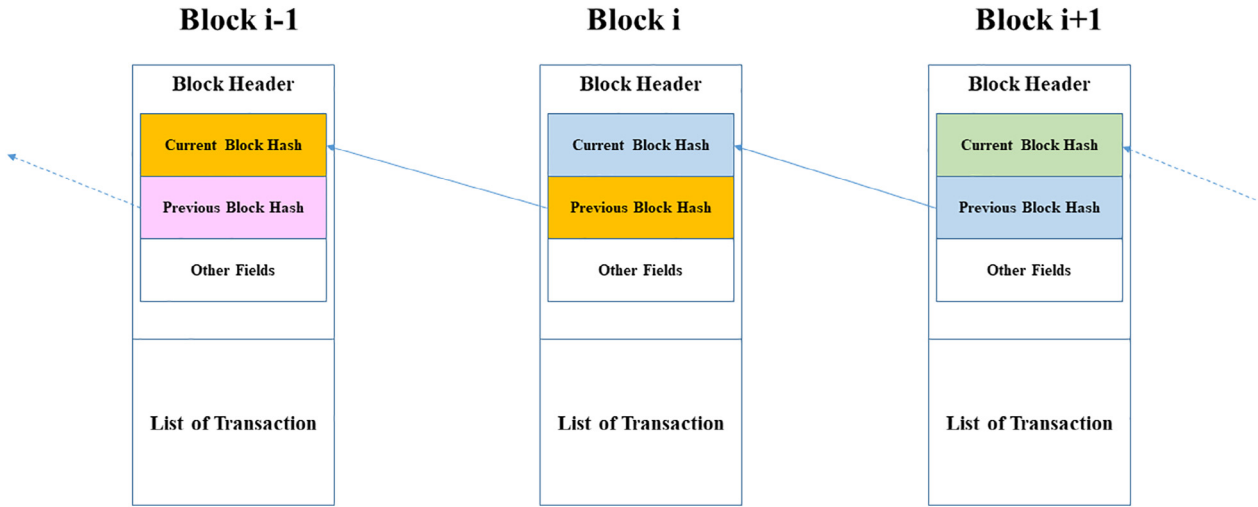 Block i-1
Block Header
Current Block Hash
Previous Block Hash
Other Fields
List of Transaction
Block i
Block Header
Current Block Hash
Previous Block Hash
Other Fields
List of Transaction
Block i+1
Block Header
Current Block Hash
Previous Block Hash
Other Fields
List of Transaction